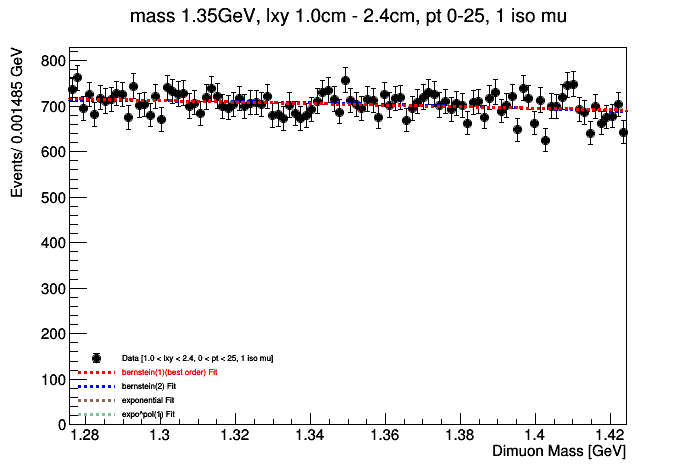 mass 1.35GeV, lxy 1.0cm - 2.4cm, pt 0-25, 1 iso mu
Events/ 0.001485 GeV
800
700
600
500
400
300
200
100
0
Data [1.0 < lxy < 2.4, 0 < pt < 25, 1 iso mu]
bernstein(1)(best order) Fit
bernstein(2) Fit
exponential Fit
expo*pol(1) Fit
1.28 1.3 1.32 1.34 1.36 1.38 1.4 1.42
Dimuon Mass [GeV]